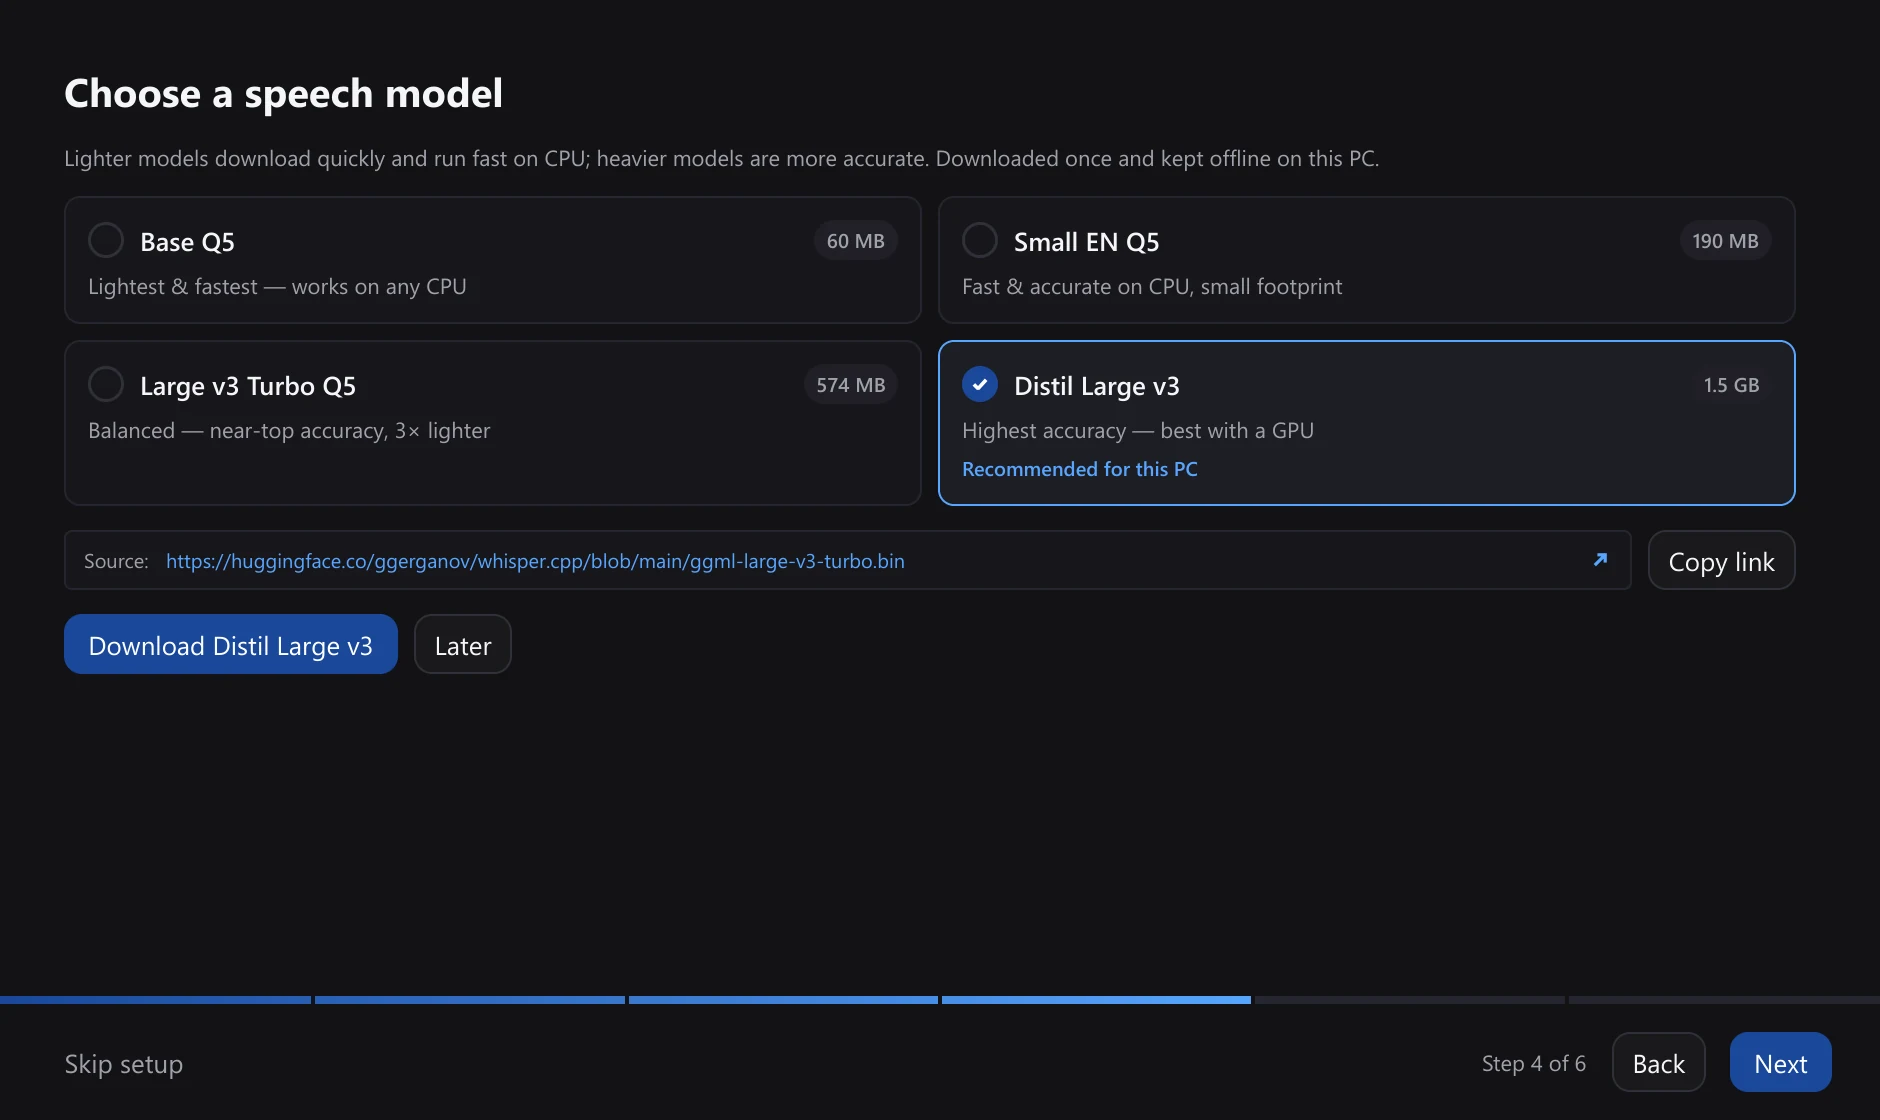 Choose a speech model
Lighter models download quickly and run fast on CPU; heavier models are more accurate. Downloaded once and kept offline on this PC.
Base Q5
60 MB
Lightest & fastest — works on any CPU
Small EN Q5
190 MB
Fast & accurate on CPU, small footprint
Large v3 Turbo Q5
574 MB
Balanced — near-top accuracy, 3× lighter
Distil Large v3
1.5 GB
Highest accuracy — best with a GPU
Recommended for this PC
Source: https://huggingface.co/ggerganov/whisper.cpp/blob/main/ggml-large-v3-turbo.bin
Copy link
Download Distil Large v3
Later
Skip setup
Step 4 of 6
Back
Next